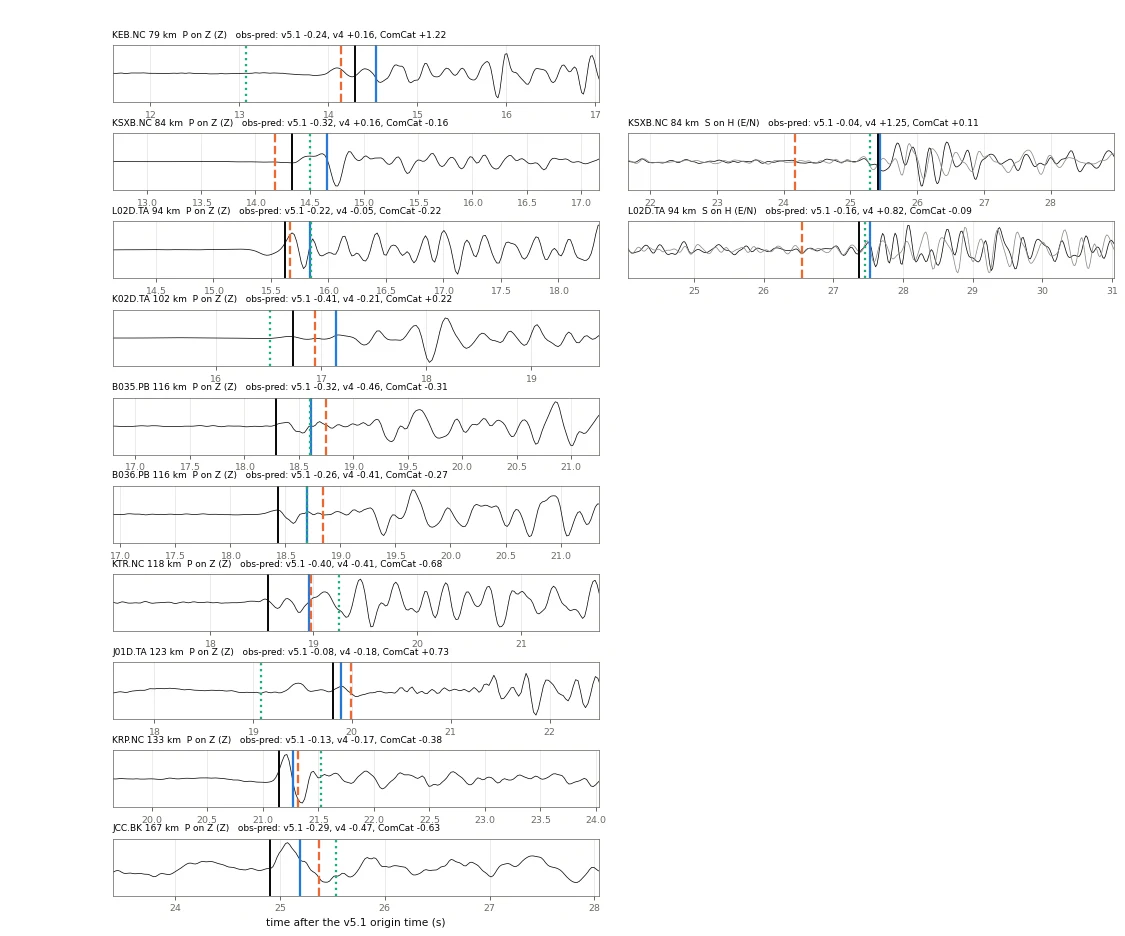 KEB.NC 79 km  P on Z (Z)   obs-pred: v5.1 -0.24, v4 +0.16, ComCat +1.22
12 13 14 15 16 17
KSXB.NC 84 km  P on Z (Z)   obs-pred: v5.1 -0.32, v4 +0.16, ComCat -0.16
13.0 13.5 14.0 14.5 15.0 15.5 16.0 16.5 17.0
KSXB.NC 84 km  S on H (E/N)   obs-pred: v5.1 -0.04, v4 +1.25, ComCat +0.11
22 23 24 25 26 27 28
L02D.TA 94 km  P on Z (Z)   obs-pred: v5.1 -0.22, v4 -0.05, ComCat -0.22
14.5 15.0 15.5 16.0 16.5 17.0 17.5 18.0
L02D.TA 94 km  S on H (E/N)   obs-pred: v5.1 -0.16, v4 +0.82, ComCat -0.09
25 26 27 28 29 30 31
K02D.TA 102 km  P on Z (Z)   obs-pred: v5.1 -0.41, v4 -0.21, ComCat +0.22
16 17 18 19
B035.PB 116 km  P on Z (Z)   obs-pred: v5.1 -0.32, v4 -0.46, ComCat -0.31
17.0 17.5 18.0 18.5 19.0 19.5 20.0 20.5 21.0
B036.PB 116 km  P on Z (Z)   obs-pred: v5.1 -0.26, v4 -0.41, ComCat -0.27
17.0 17.5 18.0 18.5 19.0 19.5 20.0 20.5 21.0
KTR.NC 118 km  P on Z (Z)   obs-pred: v5.1 -0.40, v4 -0.41, ComCat -0.68
18 19 20 21
J01D.TA 123 km  P on Z (Z)   obs-pred: v5.1 -0.08, v4 -0.18, ComCat +0.73
18 19 20 21 22
KRP.NC 133 km  P on Z (Z)   obs-pred: v5.1 -0.13, v4 -0.17, ComCat -0.38
20.0 20.5 21.0 21.5 22.0 22.5 23.0 23.5 24.0
JCC.BK 167 km  P on Z (Z)   obs-pred: v5.1 -0.29, v4 -0.47, ComCat -0.63
24 25 26 27 28
time after the v5.1 origin time (s)